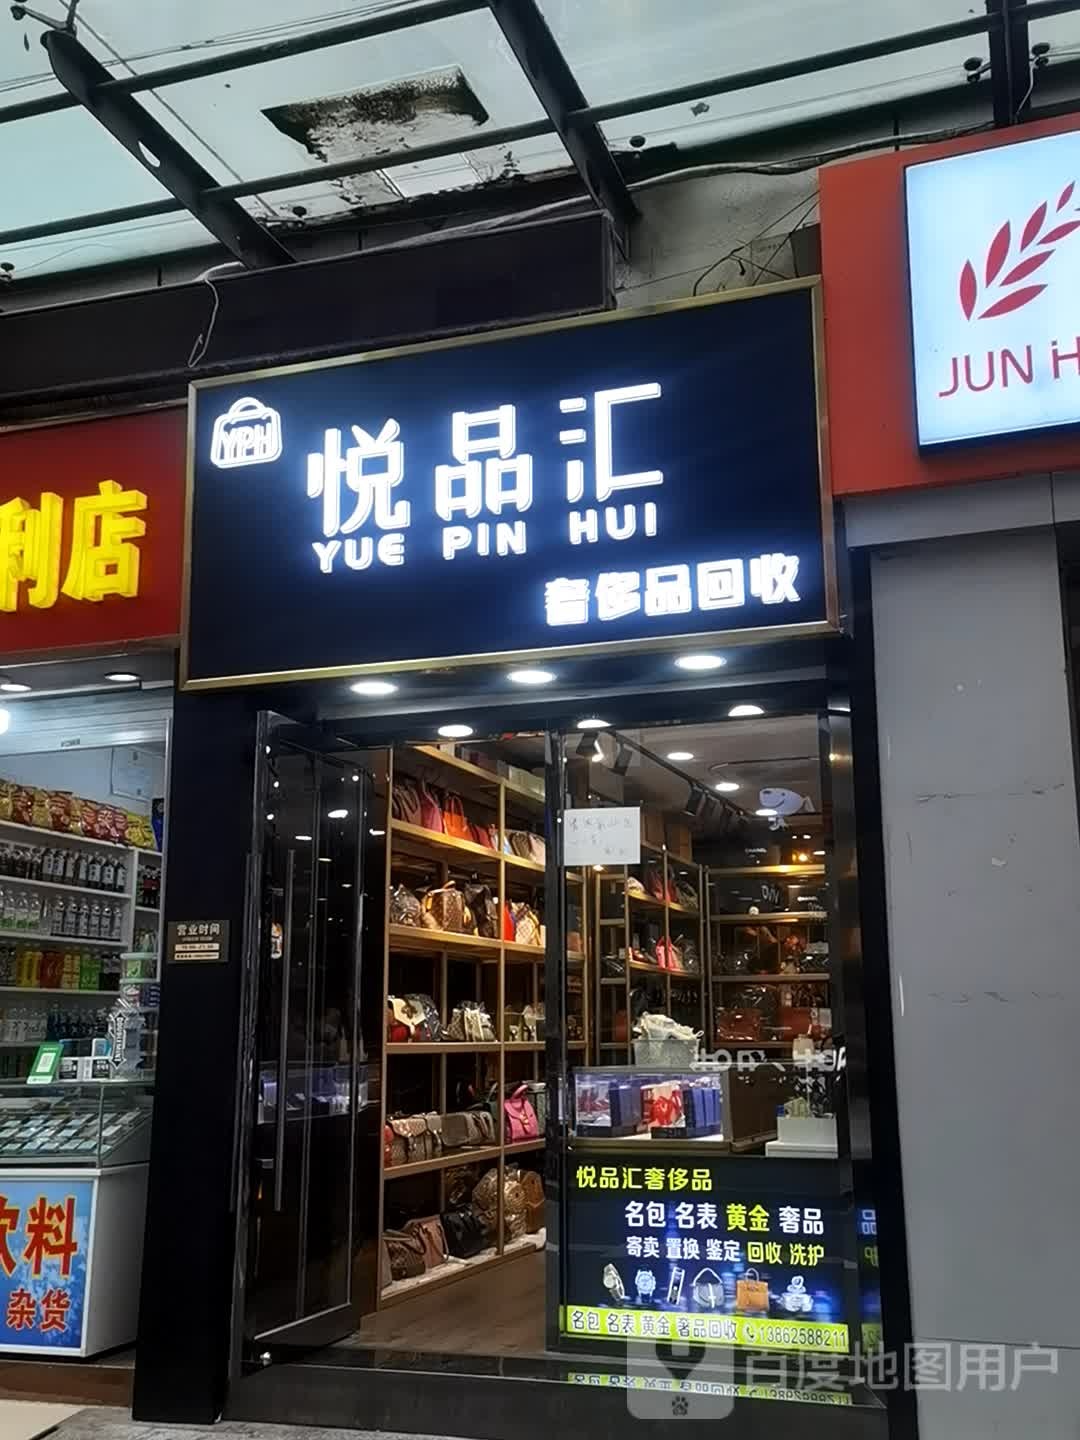 YPH
悦品汇
YUE PIN HUI
奢侈品回收
利店
JUN H
营业时间
悦品汇奢侈品
名包 名表 黄金 奢品
寄卖 置换 鉴定 回收 洗护
名包 名表 黄金 奢品回收 13862588211
饮料
杂货
百度地图用户